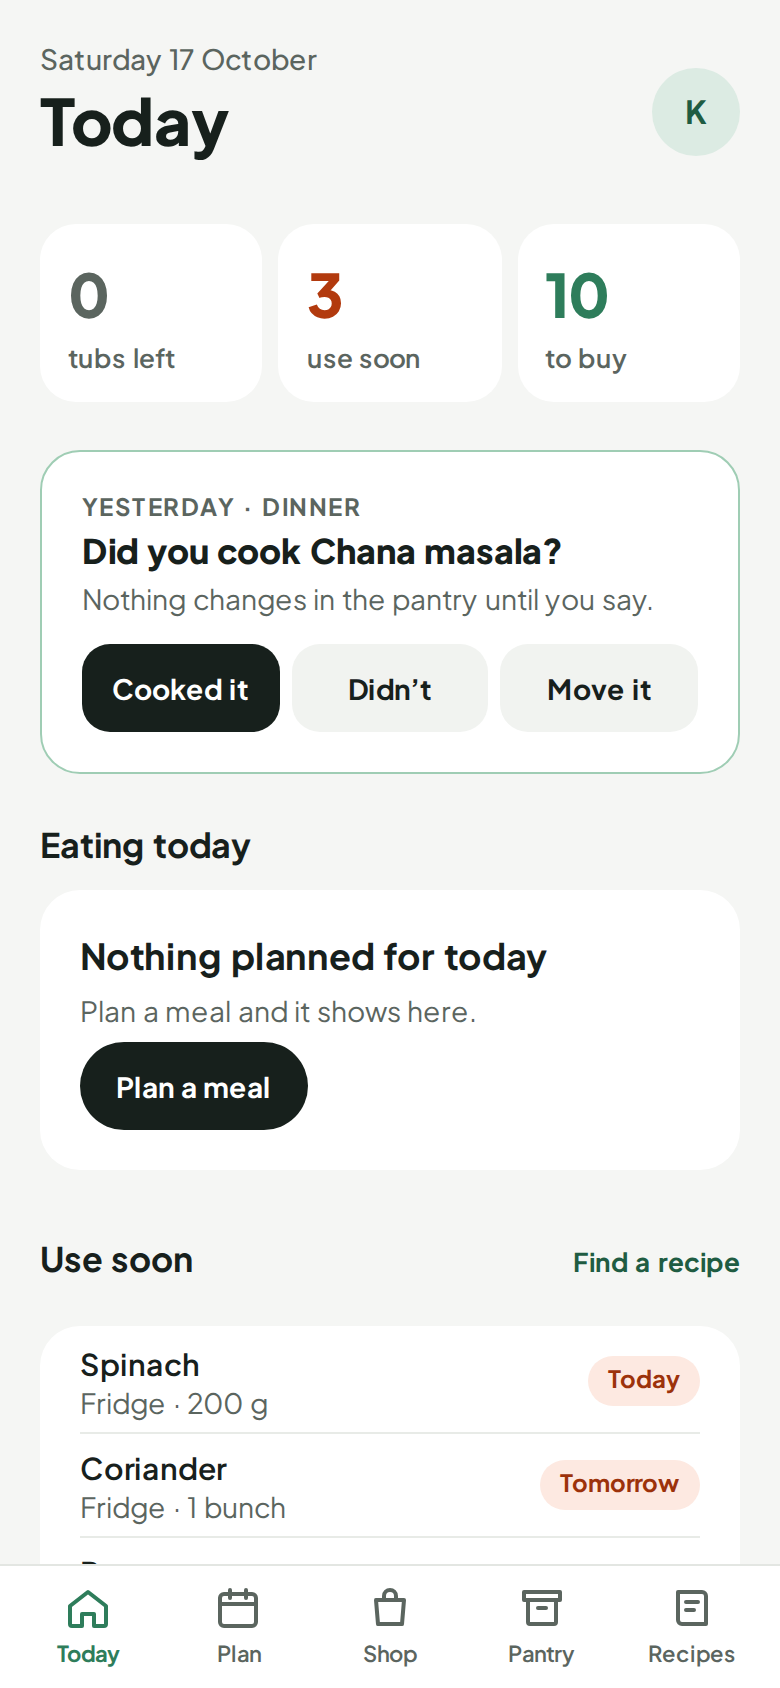 Saturday 17 October
Today
K
0
tubs left
3
use soon
10
to buy
YESTERDAY · DINNER
Did you cook Chana masala?
Nothing changes in the pantry until you say.
Cooked it
Didn’t
Move it
Eating today
Nothing planned for today
Plan a meal and it shows here.
Plan a meal
Use soon
Find a recipe
Spinach
Fridge · 200 g
Today
Coriander
Fridge · 1 bunch
Tomorrow
Today
Plan
Shop
Pantry
Recipes